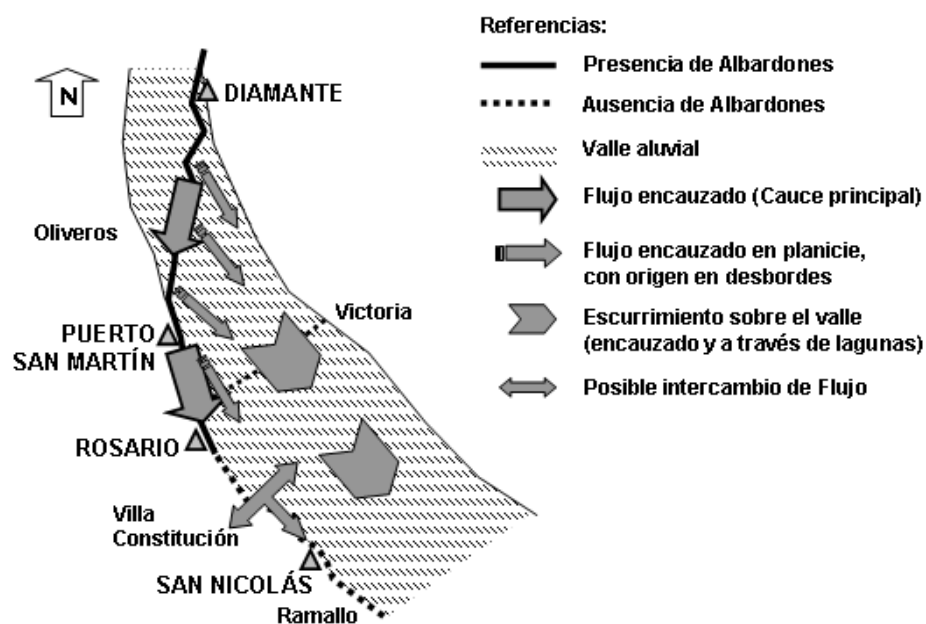 N
DIAMANTE
Oliveros
PUERTO
SAN MARTÍN
Victoria
ROSARIO
Villa
Constitución
SAN NICOLÁS
Ramallo
Referencias:
Presencia de Albardones
Ausencia de Albardones
Valle aluvial
Flujo encauzado (Cauce principal)
Flujo encauzado en planicie,
con origen en desbordes
Escurrimiento sobre el valle
(encauzado y a través de lagunas)
Posible intercambio de Flujo